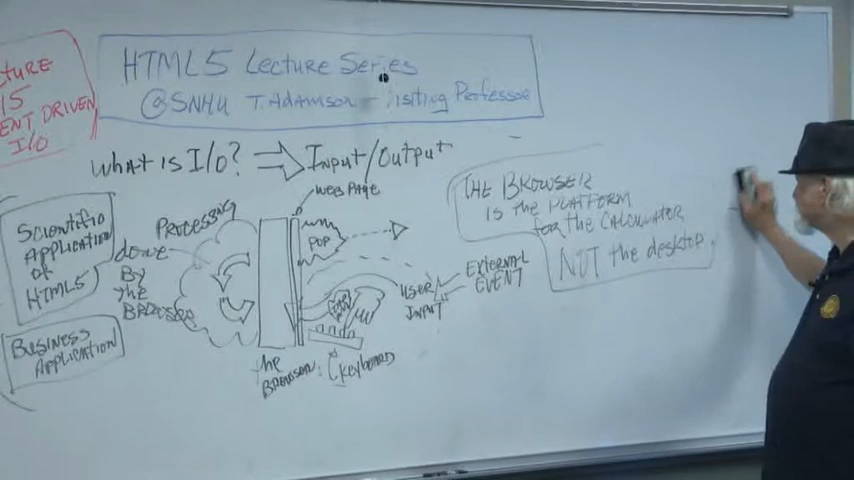 CTURE
15
ENT DRIVEN
I/O
HTML5 Lecture Series
@SNHU T. Adamson - Visiting Professor
What is I/O? Input/Output
WEB PAGE
Scientific
Application
of
HTML5
Business
Application
Processing
done
By
the
Browser
POP
the
Browser
Keyboard
USER
INPUT
EXTERNAL
EVENT
THE BROWSER
is the PLATFORM
for the CALCULATOR
NOT the desktop